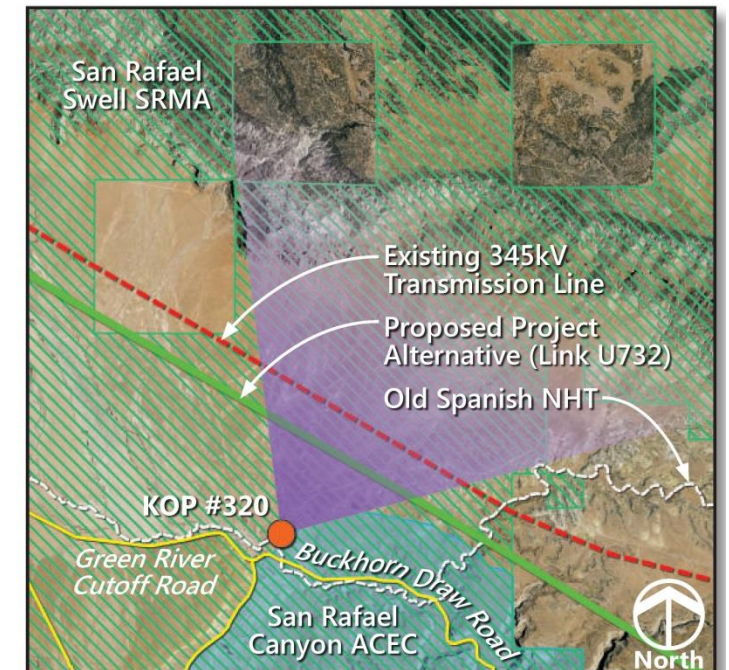 San Rafael
Swell SRMA
Existing 345kV
Transmission Line
Proposed Project
Alternative (Link U732)
Old Spanish NHT
KOP #320
Green River
Cutoff Road
Buckhorn Draw Road
San Rafael
Canyon ACEC
North